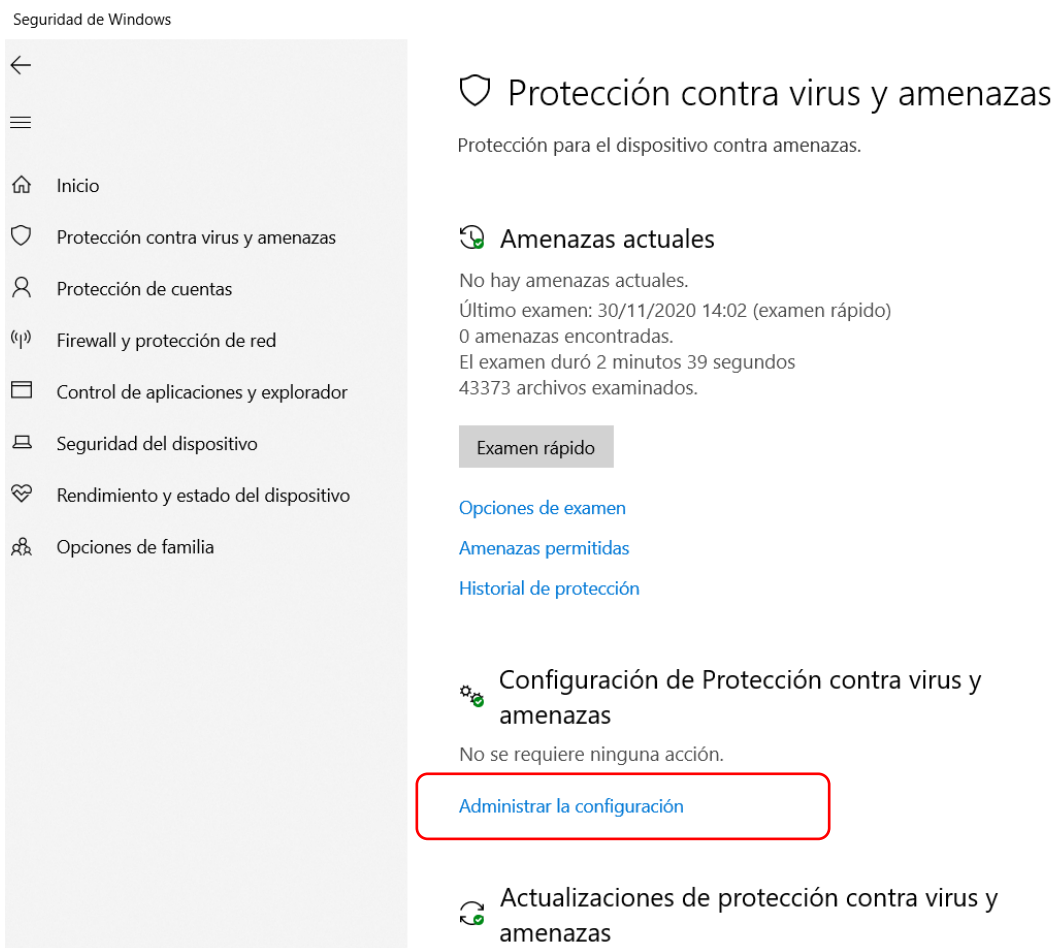 Seguridad de Windows
Inicio
Protección contra virus y amenazas
Protección de cuentas
Firewall y protección de red
Control de aplicaciones y explorador
Seguridad del dispositivo
Rendimiento y estado del dispositivo
Opciones de familia
Protección contra virus y amenazas
Protección para el dispositivo contra amenazas.
Amenazas actuales
No hay amenazas actuales.
Último examen: 30/11/2020 14:02 (examen rápido)
0 amenazas encontradas.
El examen duró 2 minutos 39 segundos
43373 archivos examinados.
Examen rápido
Opciones de examen
Amenazas permitidas
Historial de protección
Configuración de Protección contra virus y
amenazas
No se requiere ninguna acción.
Administrar la configuración
Actualizaciones de protección contra virus y
amenazas